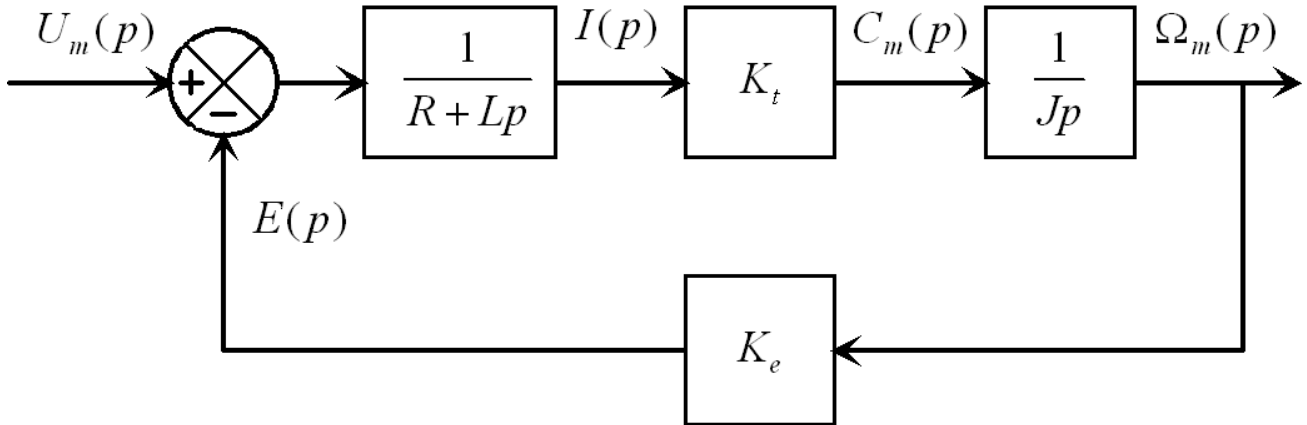 U_m(p)
+
−
1
R + Lp
I(p)
K_t
C_m(p)
1
Jp
Ω_m(p)
E(p)
K_e